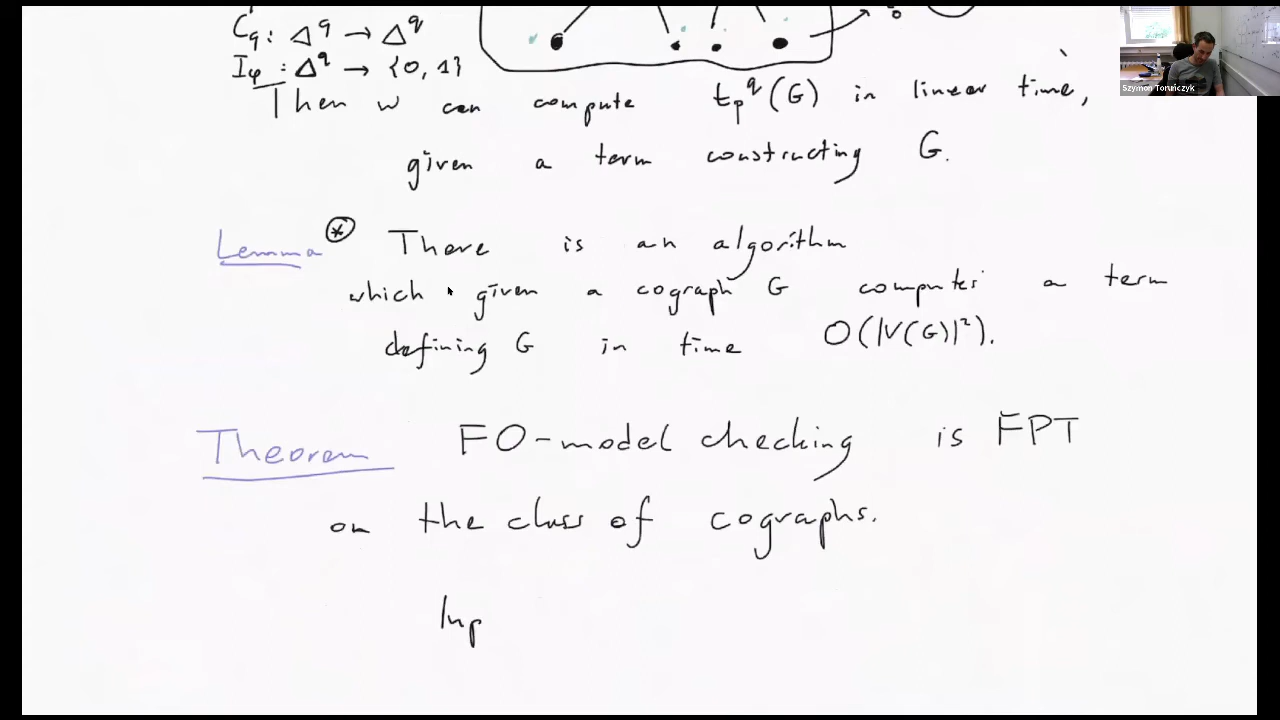 C_q : Δ^q → Δ^q
I_φ : Δ^q → {0, 1}
Then w can compute tp^q(G) in linear time,
given a term constructing G.
Lemma * There is an algorithm
which given a cograph G computes a term
defining G in time O(|V(G)|²).
Theorem FO-model checking is FPT
on the class of cographs.
Inp
Szymon Toruńczyk